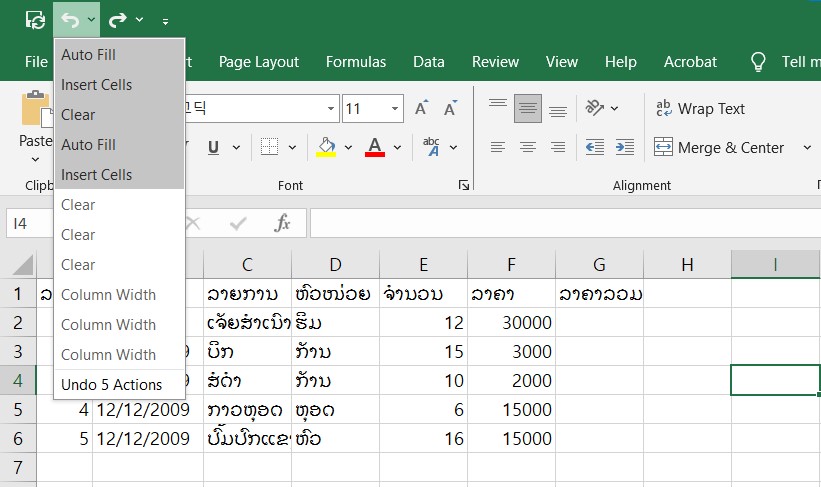 File
rt
Page Layout
Formulas
Data
Review
View
Help
Acrobat
Tell m
Auto Fill
Insert Cells
Clear
Auto Fill
Insert Cells
Clear
Clear
Clear
Column Width
Column Width
Column Width
Undo 5 Actions
Paste
고딕
11
U
A
abc
Wrap Text
Merge & Center
Clipb
Font
Alignment
I4
fx
C D E F G H I
1 ລ ລາຍການ ຫົວໜ່ວຍ ຈຳນວນ ລາຄາ ລາຄາລວມ
2 ເຈັຍສຳເນົາ ຮີມ 12 30000
3 9 ບິກ ກ້ານ 15 3000
4 9 ສໍດຳ ກ້ານ 10 2000
5 4 12/12/2009 ກາວຫຼອດ ຫຼອດ 6 15000
6 5 12/12/2009 ປຶ້ມປົກແຂ ຫົວ 16 15000
7